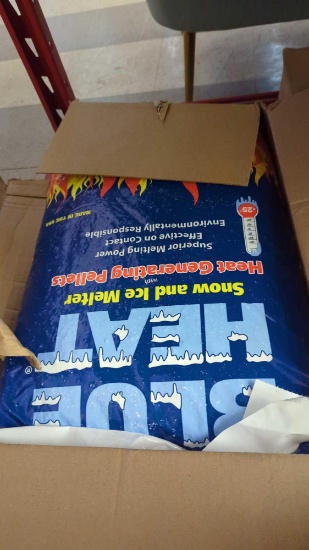 BLUE
HEAT®
Snow and Ice Melter
with
Heat Generating Pellets
Superior Melting Power
Effective on Contact
Environmentally Responsible
-25°
MADE IN THE USA